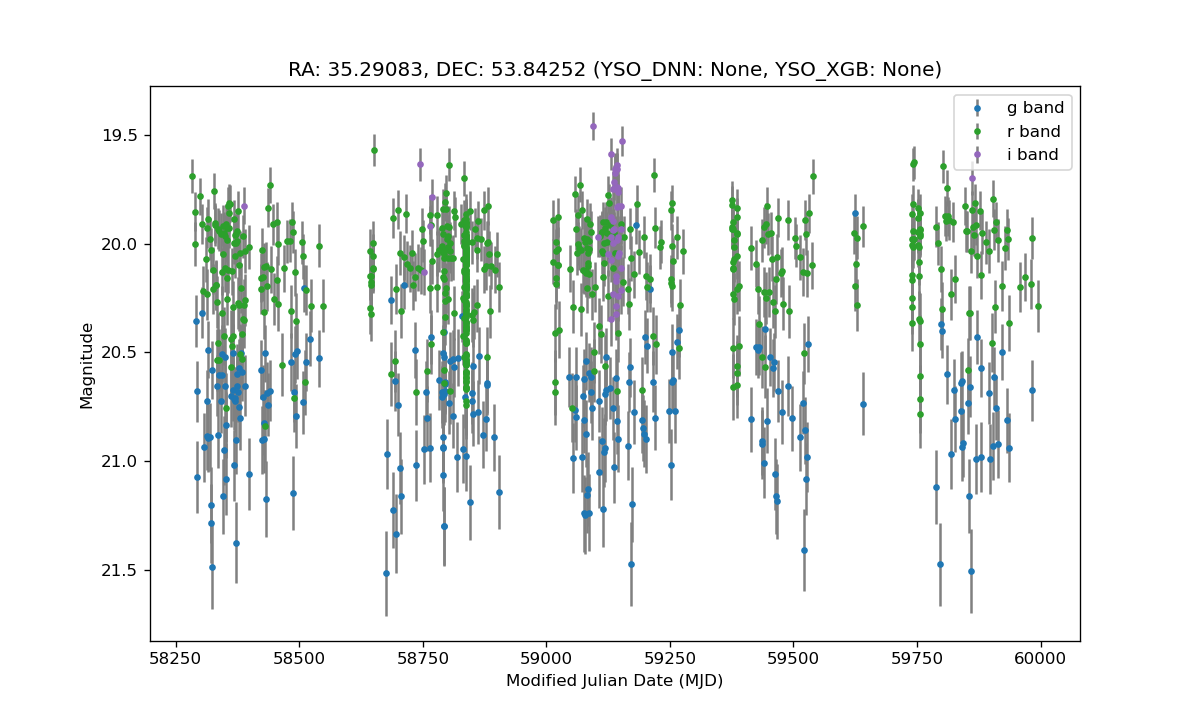 RA: 35.29083, DEC: 53.84252 (YSO_DNN: None, YSO_XGB: None)
g band
r band
i band
19.5
20.0
20.5
21.0
21.5
Magnitude
58250 58500 58750 59000 59250 59500 59750 60000
Modified Julian Date (MJD)